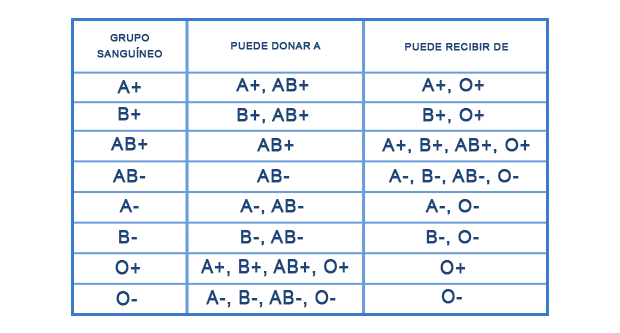 GRUPO SANGUÍNEO PUEDE DONAR A PUEDE RECIBIR DE
A+ A+, AB+ A+, O+
B+ B+, AB+ B+, O+
AB+ AB+ A+, B+, AB+, O+
AB- AB- A-, B-, AB-, O-
A- A-, AB- A-, O-
B- B-, AB- B-, O-
O+ A+, B+, AB+, O+ O+
O- A-, B-, AB-, O- O-